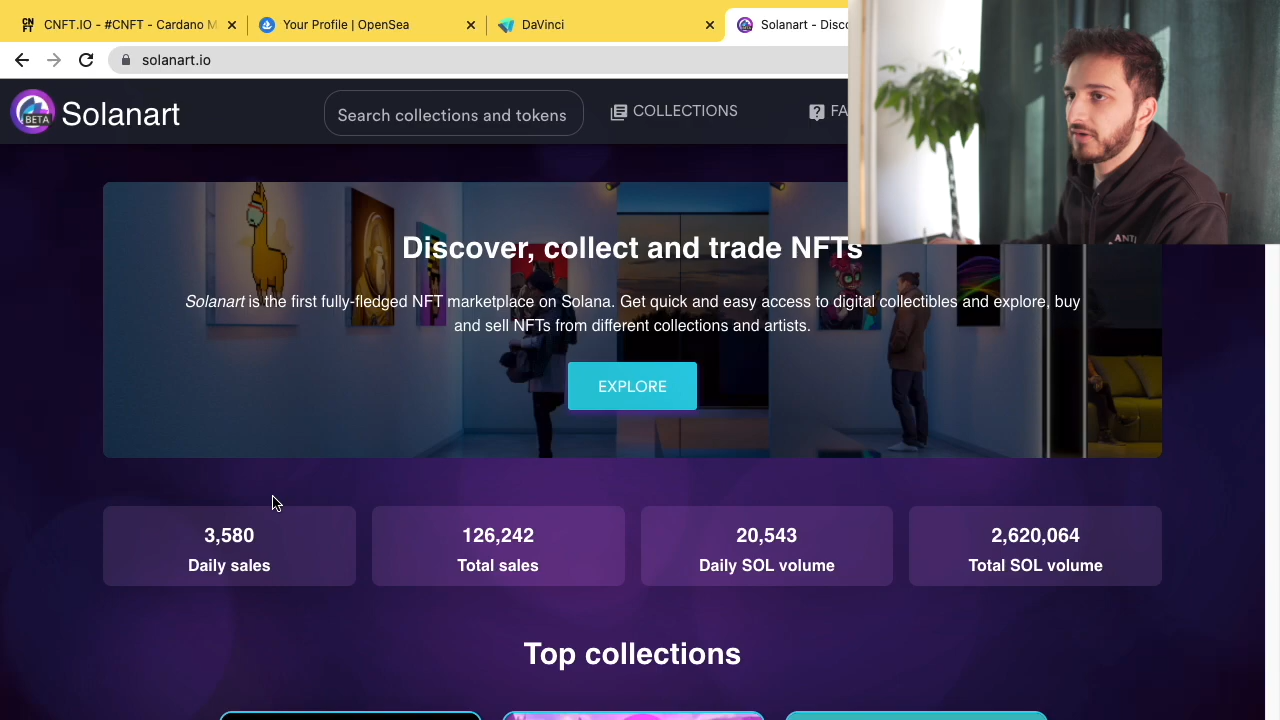 CNFT.IO - #CNFT - Cardano M
Your Profile | OpenSea
DaVinci
Solanart - Disco
solanart.io
BETA
Solanart
Search collections and tokens
COLLECTIONS
FA
ANTI
Discover, collect and trade NFTs
Solanart is the first fully-fledged NFT marketplace on Solana. Get quick and easy access to digital collectibles and explore, buy
and sell NFTs from different collections and artists.
EXPLORE
3,580
Daily sales
126,242
Total sales
20,543
Daily SOL volume
2,620,064
Total SOL volume
Top collections